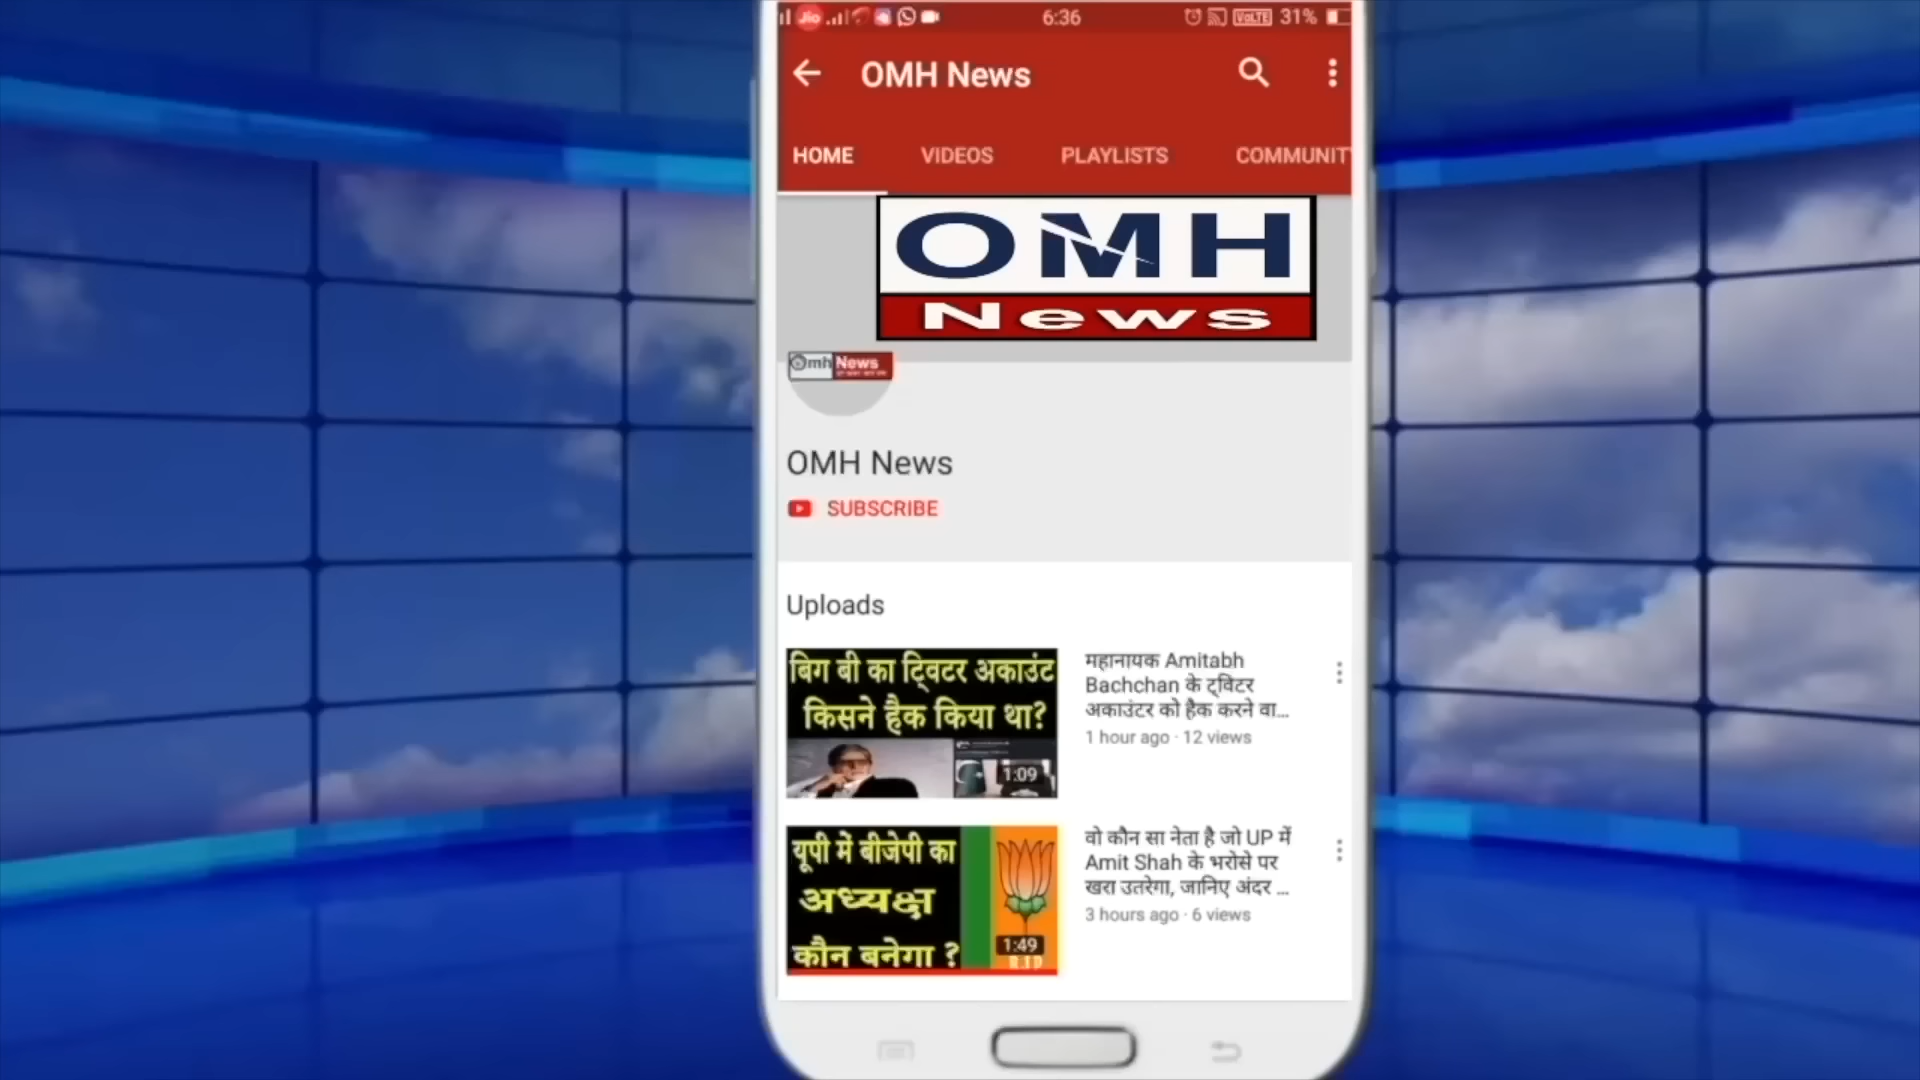 Jio
6:36
VoLTE 31%
OMH News
HOME VIDEOS PLAYLISTS COMMUNIT
OMH
News
Omh News
OMH News
SUBSCRIBE
Uploads
बिग बी का ट्विटर अकाउंट
किसने हैक किया था?
1:09
महानायक Amitabh
Bachchan के ट्विटर
अकाउंटर को हैक करने वा...
1 hour ago · 12 views
यूपी में बीजेपी का
अध्यक्ष
कौन बनेगा ?
1:49
वो कौन सा नेता है जो UP में
Amit Shah के भरोसे पर
खरा उतरेगा, जानिए अंदर ...
3 hours ago · 6 views